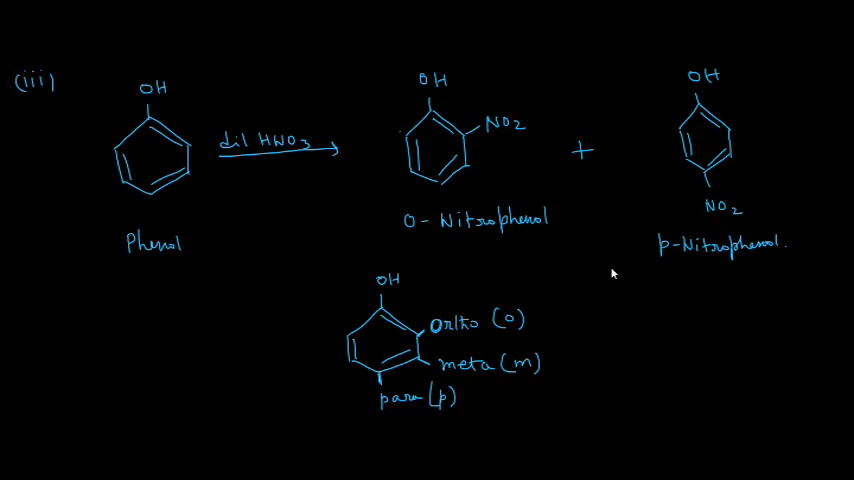 (iii)
OH
dil HNO3
Phenol
OH
NO2
O- Nitrophenol
+
OH
NO2
p-Nitrophenol.
OH
Ortho (O)
meta (m)
para (p)